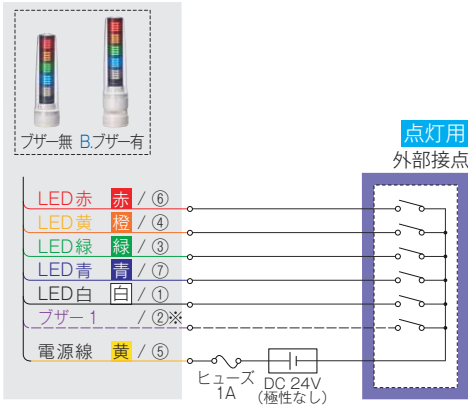 ブザー無 B.ブザー有
点灯用
外部接点
LED赤 赤 / ⑥
LED黄 橙 / ④
LED緑 緑 / ③
LED青 青 / ⑦
LED白 白 / ①
ブザー1 / ②※
電源線 黄 / ⑤
ヒューズ
1A
DC 24V
(極性なし)